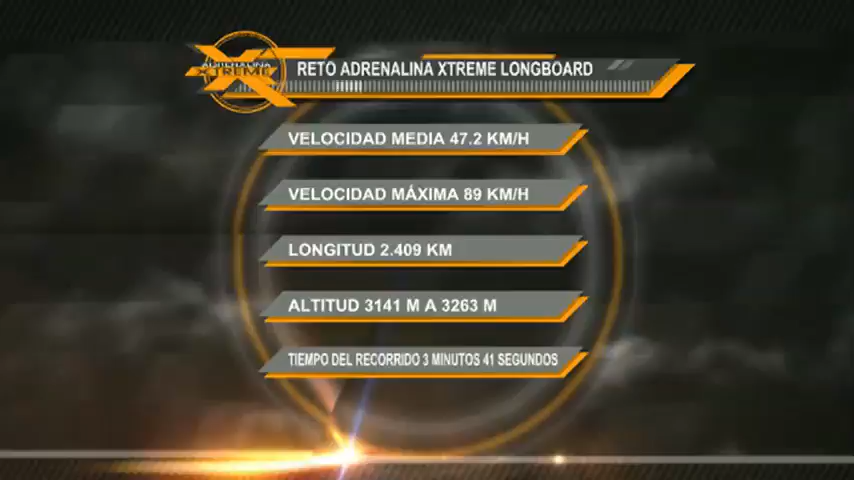 ADRENALINA
XTREME
RETO ADRENALINA XTREME LONGBOARD
VELOCIDAD MEDIA 47.2 KM/H
VELOCIDAD MÁXIMA 89 KM/H
LONGITUD 2.409 KM
ALTITUD 3141 M A 3263 M
TIEMPO DEL RECORRIDO 3 MINUTOS 41 SEGUNDOS